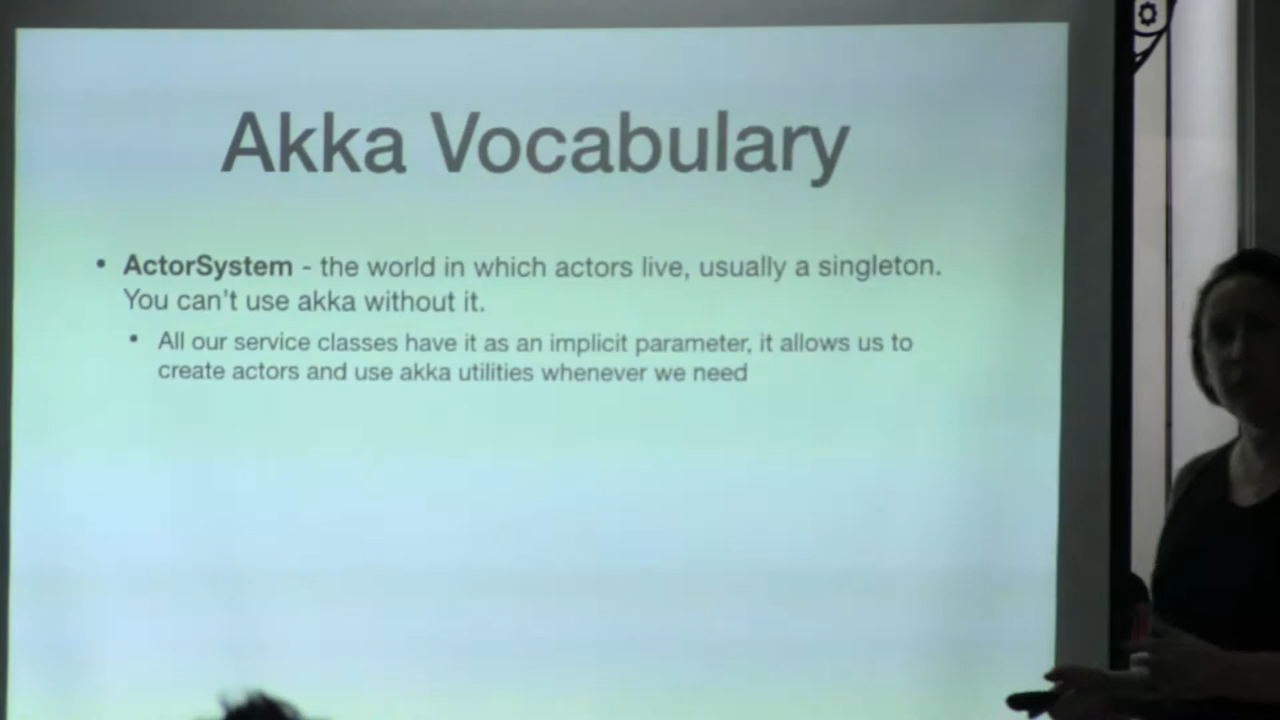 Akka Vocabulary
• ActorSystem - the world in which actors live, usually a singleton.
You can't use akka without it.
• All our service classes have it as an implicit parameter, it allows us to
create actors and use akka utilities whenever we need